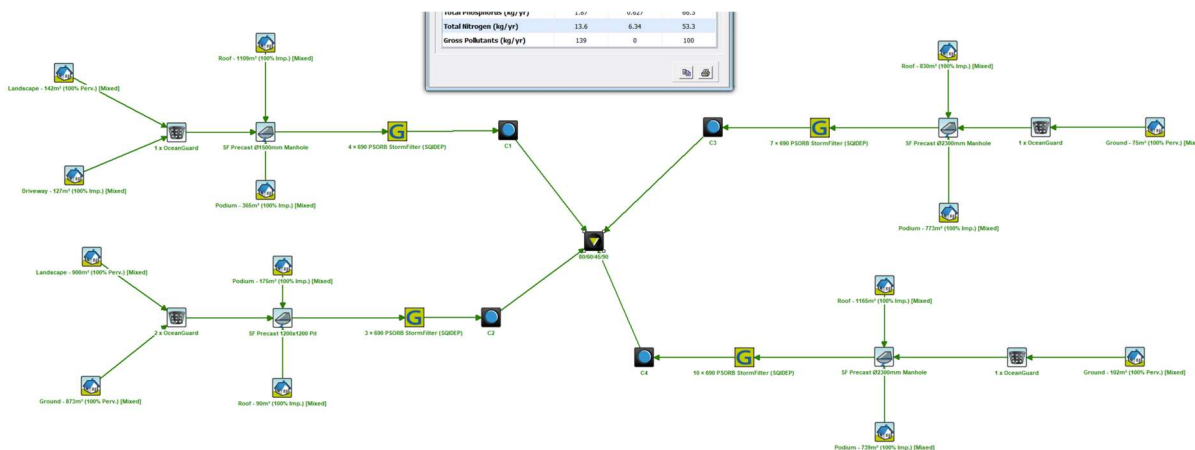 Total Phosphorus (kg/yr) 1.87 0.627 66.5
Total Nitrogen (kg/yr) 13.6 6.34 53.3
Gross Pollutants (kg/yr) 139 0 100
Roof - 1109m² (100% Imp.) [Mixed]
Landscape - 142m² (100% Perv.) [Mixed]
1 x OceanGuard
SF Precast Ø1500mm Manhole
4 × 690 PSORB StormFilter (SQIDEP)
C1
Driveway - 127m² (100% Imp.) [Mixed]
Podium - 365m² (100% Imp.) [Mixed]
Roof - 830m² (100% Imp.) [Mixed]
C3
7 × 690 PSORB StormFilter (SQIDEP)
SF Precast Ø2300mm Manhole
1 x OceanGuard
Ground - 75m² (100% Perv.) [Mix
Podium - 773m² (100% Imp.) [Mixed]
80/60/45/90
Landscape - 900m² (100% Perv.) [Mixed]
Podium - 175m² (100% Imp.) [Mixed]
2 x OceanGuard
SF Precast 1200x1200 Pit
3 × 690 PSORB StormFilter (SQIDEP)
C2
Ground - 873m² (100% Perv.) [Mixed]
Roof - 90m² (100% Imp.) [Mixed]
Roof - 1165m² (100% Imp.) [Mixed]
C4
10 × 690 PSORB StormFilter (SQIDEP)
SF Precast Ø2300mm Manhole
1 x OceanGuard
Ground - 102m² (100% Perv.) [Mixed]
Podium - 739m² (100% Imp.) [Mixed]